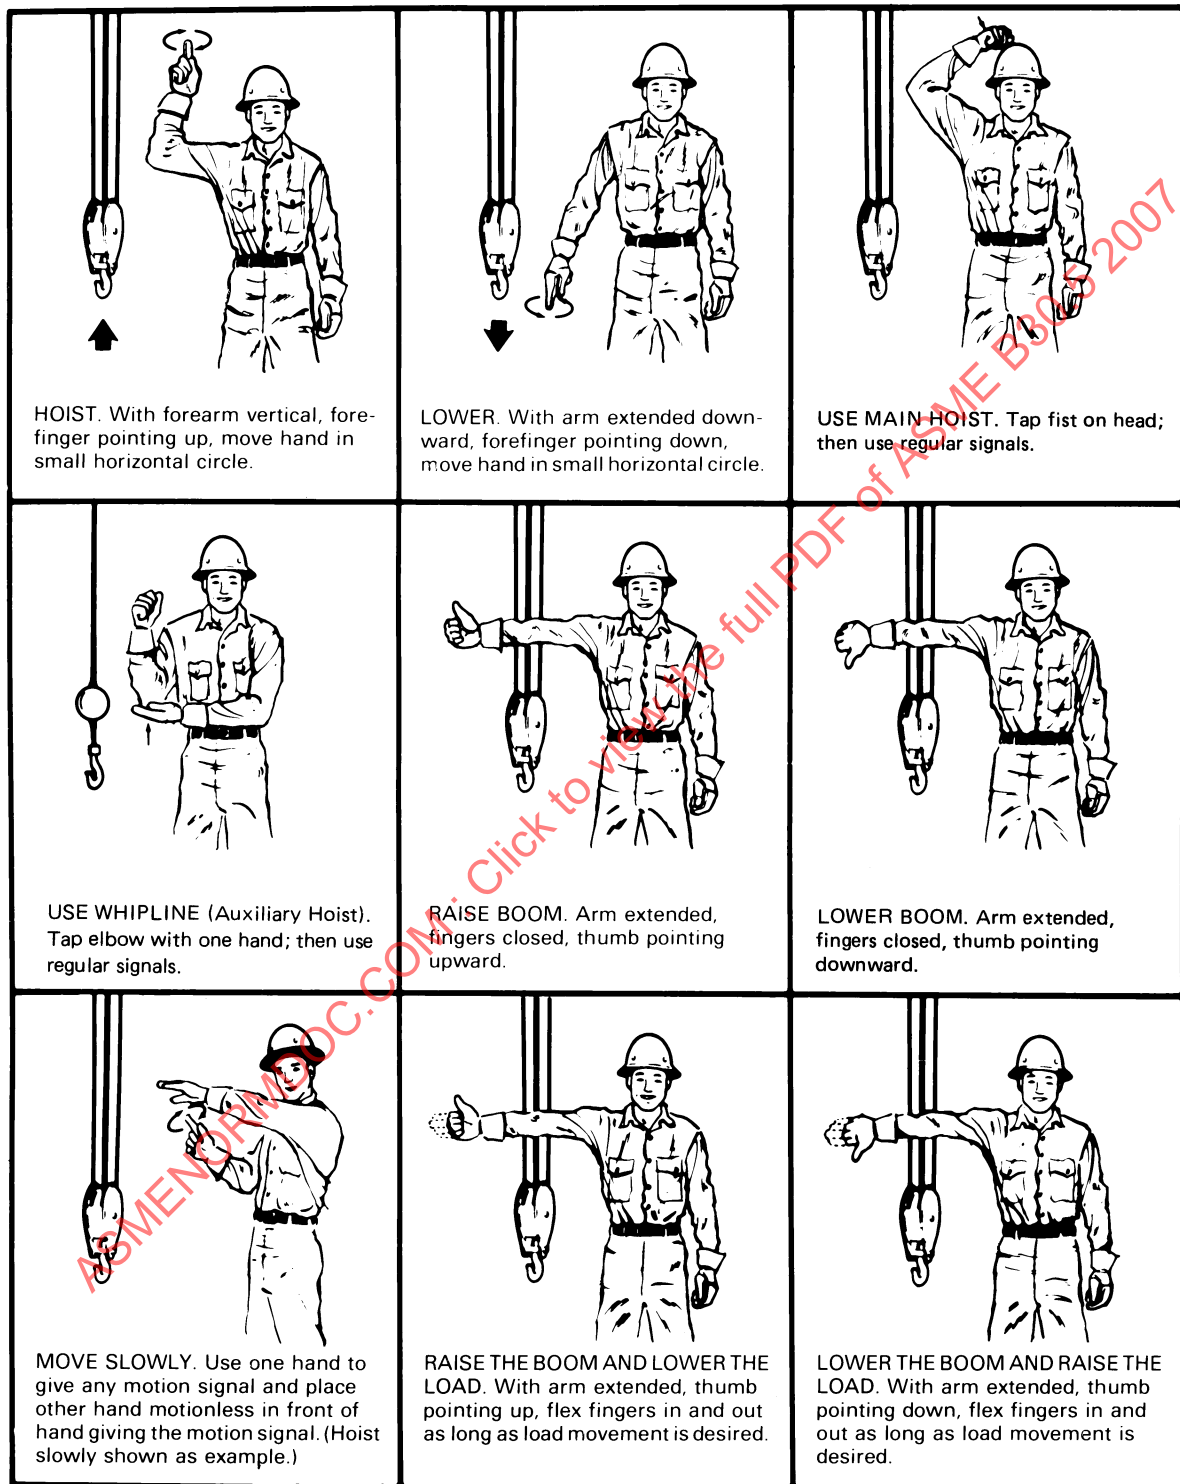 HOIST. With forearm vertical, fore-
finger pointing up, move hand in
small horizontal circle.
LOWER. With arm extended down-
ward, forefinger pointing down,
move hand in small horizontal circle.
USE MAIN HOIST. Tap fist on head;
then use regular signals.
USE WHIPLINE (Auxiliary Hoist).
Tap elbow with one hand; then use
regular signals.
RAISE BOOM. Arm extended,
fingers closed, thumb pointing
upward.
LOWER BOOM. Arm extended,
fingers closed, thumb pointing
downward.
MOVE SLOWLY. Use one hand to
give any motion signal and place
other hand motionless in front of
hand giving the motion signal. (Hoist
slowly shown as example.)
RAISE THE BOOM AND LOWER THE
LOAD. With arm extended, thumb
pointing up, flex fingers in and out
as long as load movement is desired.
LOWER THE BOOM AND RAISE THE
LOAD. With arm extended, thumb
pointing down, flex fingers in and
out as long as load movement is
desired.
ASMENORMDOC.COM : Click to view the full PDF of ASME B30.5 2007